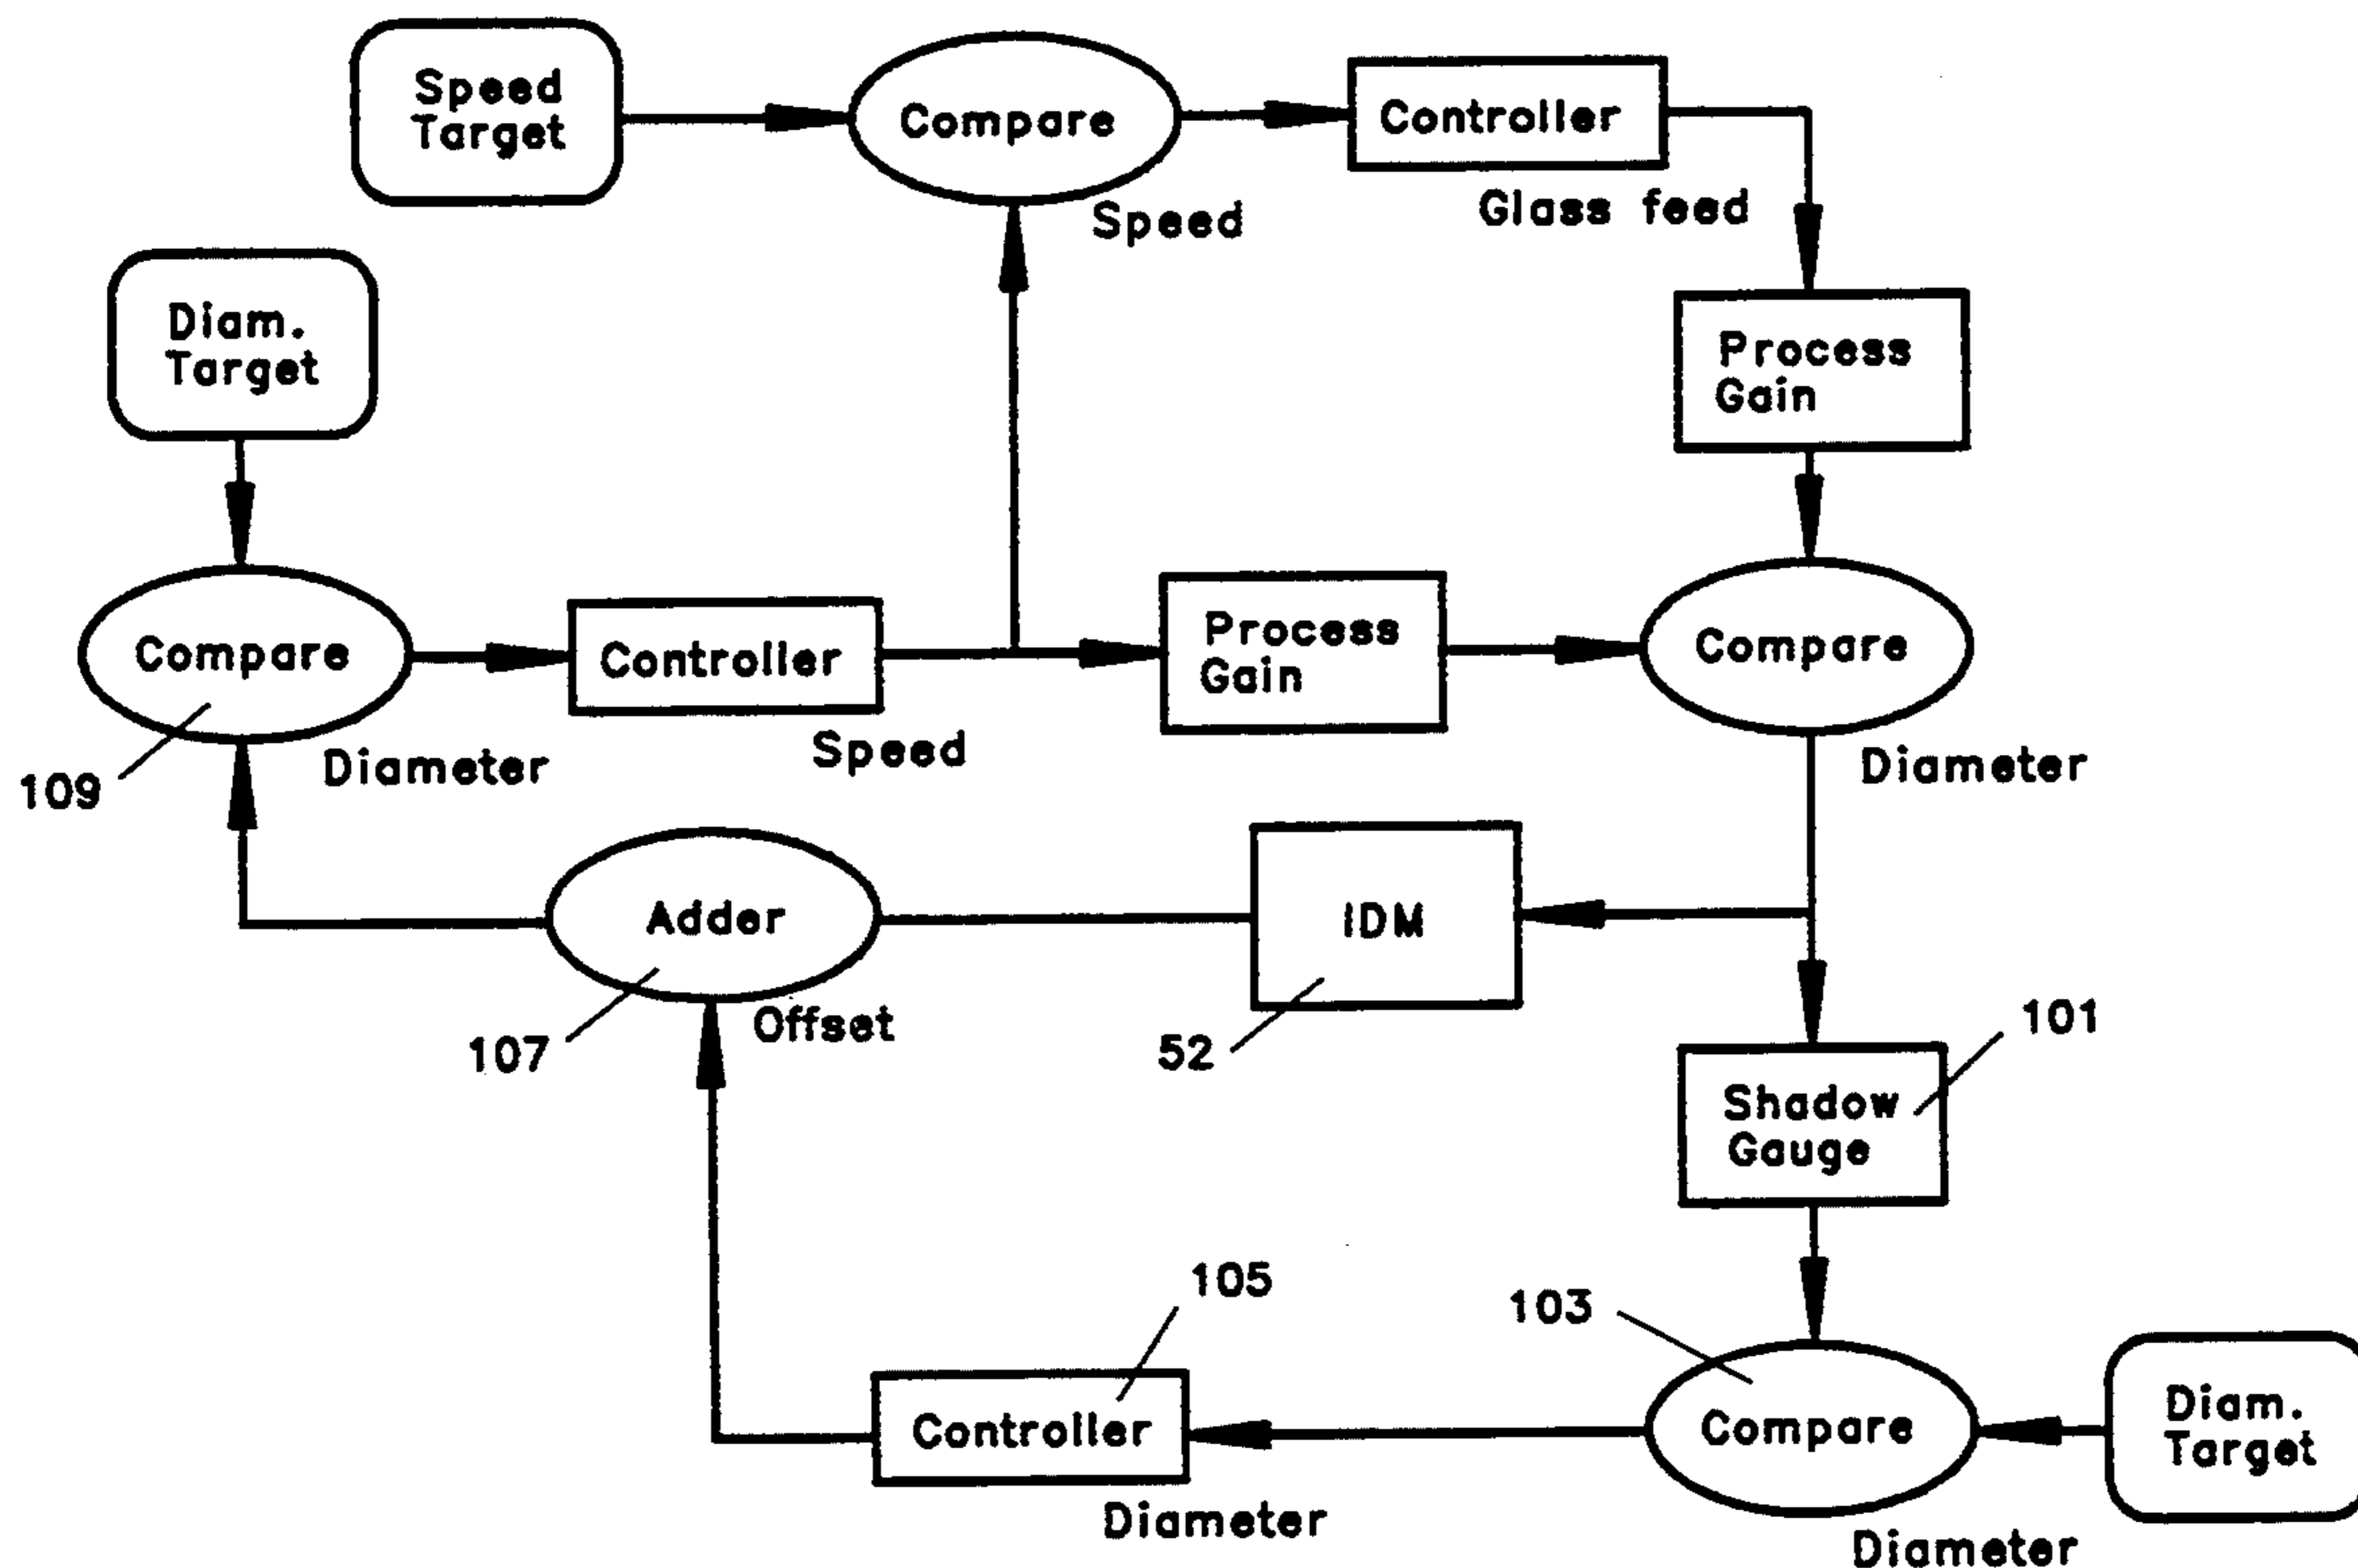 Speed
Target
Compare
Speed
Controller
Glass feed
Diam.
Target
Process
Gain
Compare
109
Diameter
Controller
Speed
Process
Gain
Compare
Diameter
Adder
107
Offset
IDM
52
Shadow
Gauge
101
Controller
105
Diameter
Compare
103
Diameter
Diam.
Target